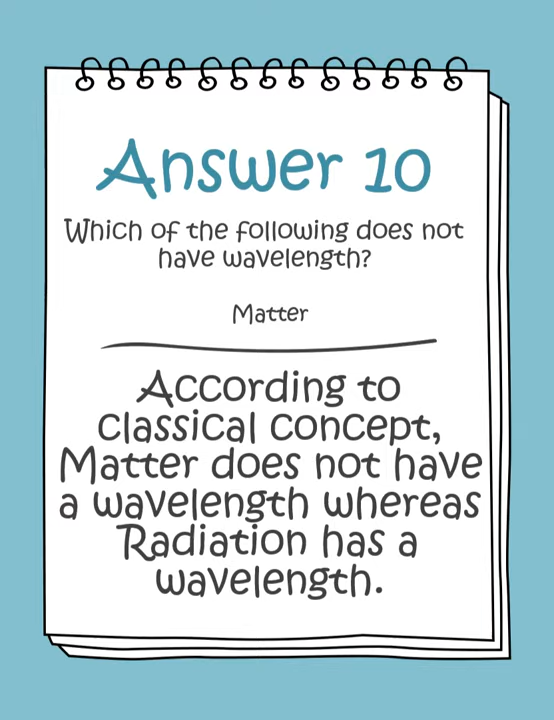 Answer 10
Which of the following does not
have wavelength?
Matter
According to
classical concept,
Matter does not have
a wavelength whereas
Radiation has a
wavelength.